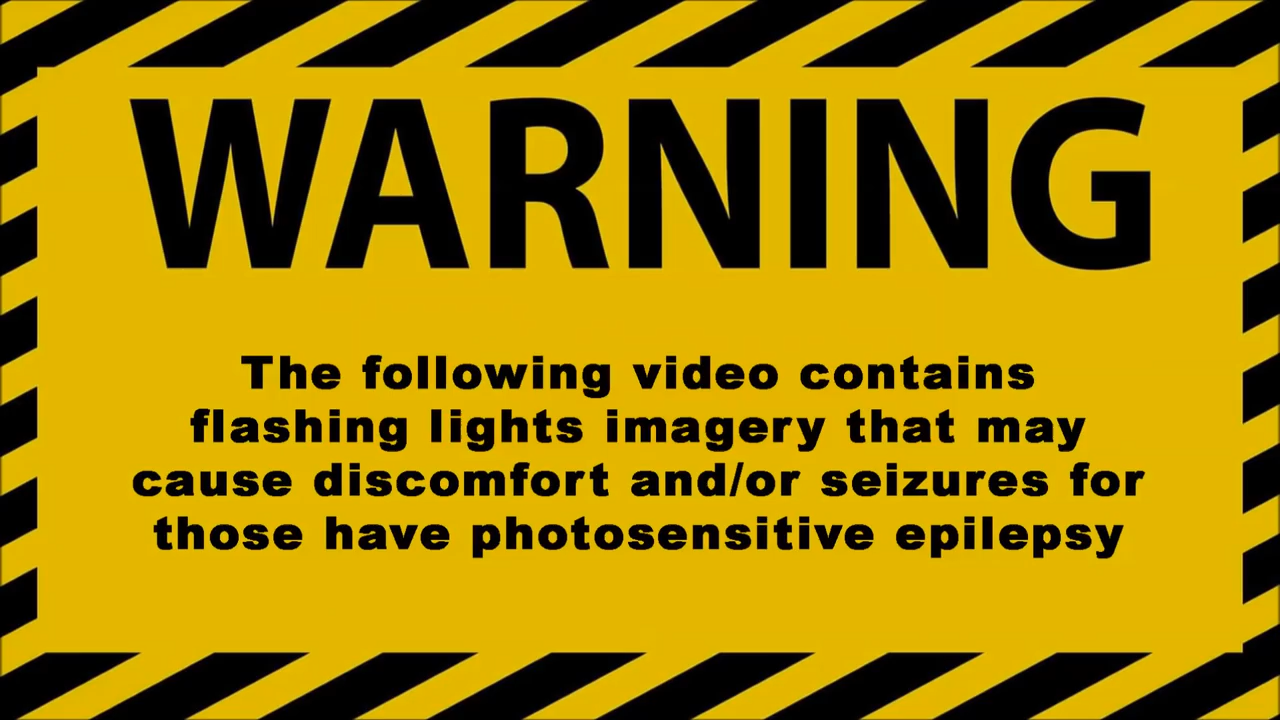 WARNING
The following video contains
flashing lights imagery that may
cause discomfort and/or seizures for
those have photosensitive epilepsy